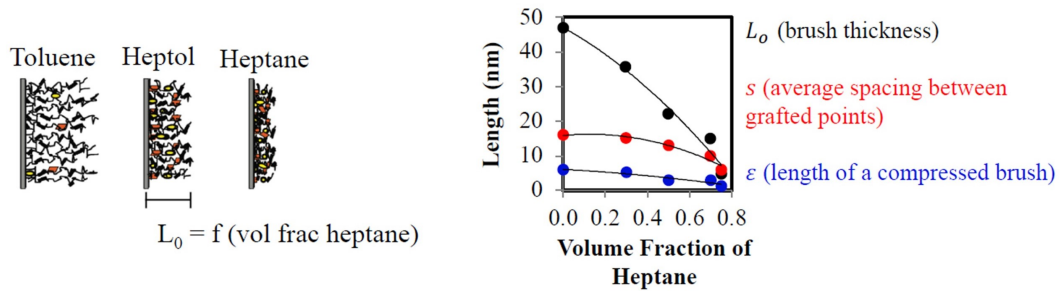 Toluene
Heptol
Heptane
L₀ = f (vol frac heptane)
50
40
30
20
10
0
Length (nm)
0.0 0.2 0.4 0.6 0.8
Volume Fraction of
Heptane
Lₒ (brush thickness)
s (average spacing between
grafted points)
ε (length of a compressed brush)